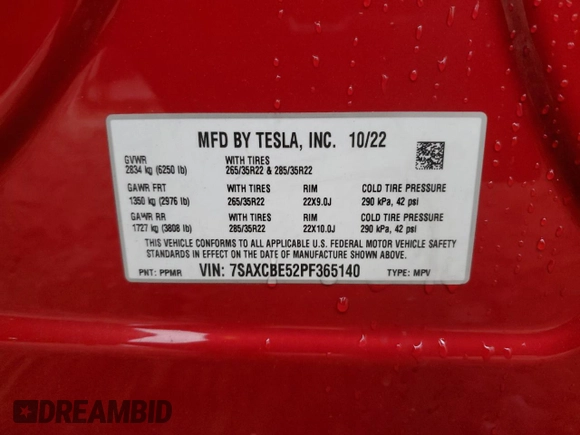 MFD BY TESLA, INC. 10/22
GVWR WITH TIRES
2834 kg (6250 lb) 265/35R22 & 285/35R22
GAWR FRT WITH TIRES RIM COLD TIRE PRESSURE
1350 kg (2976 lb) 265/35R22 22X9.0J 290 kPa, 42 psi
GAWR RR WITH TIRES RIM COLD TIRE PRESSURE
1727 kg (3808 lb) 285/35R22 22X10.0J 290 kPa, 42 psi
THIS VEHICLE CONFORMS TO ALL APPLICABLE U.S. FEDERAL MOTOR VEHICLE SAFETY
STANDARDS IN EFFECT ON THE DATE OF MANUFACTURE SHOWN ABOVE.
PNT: PPMR VIN: 7SAXCBE52PF365140 TYPE: MPV
DREAMBID